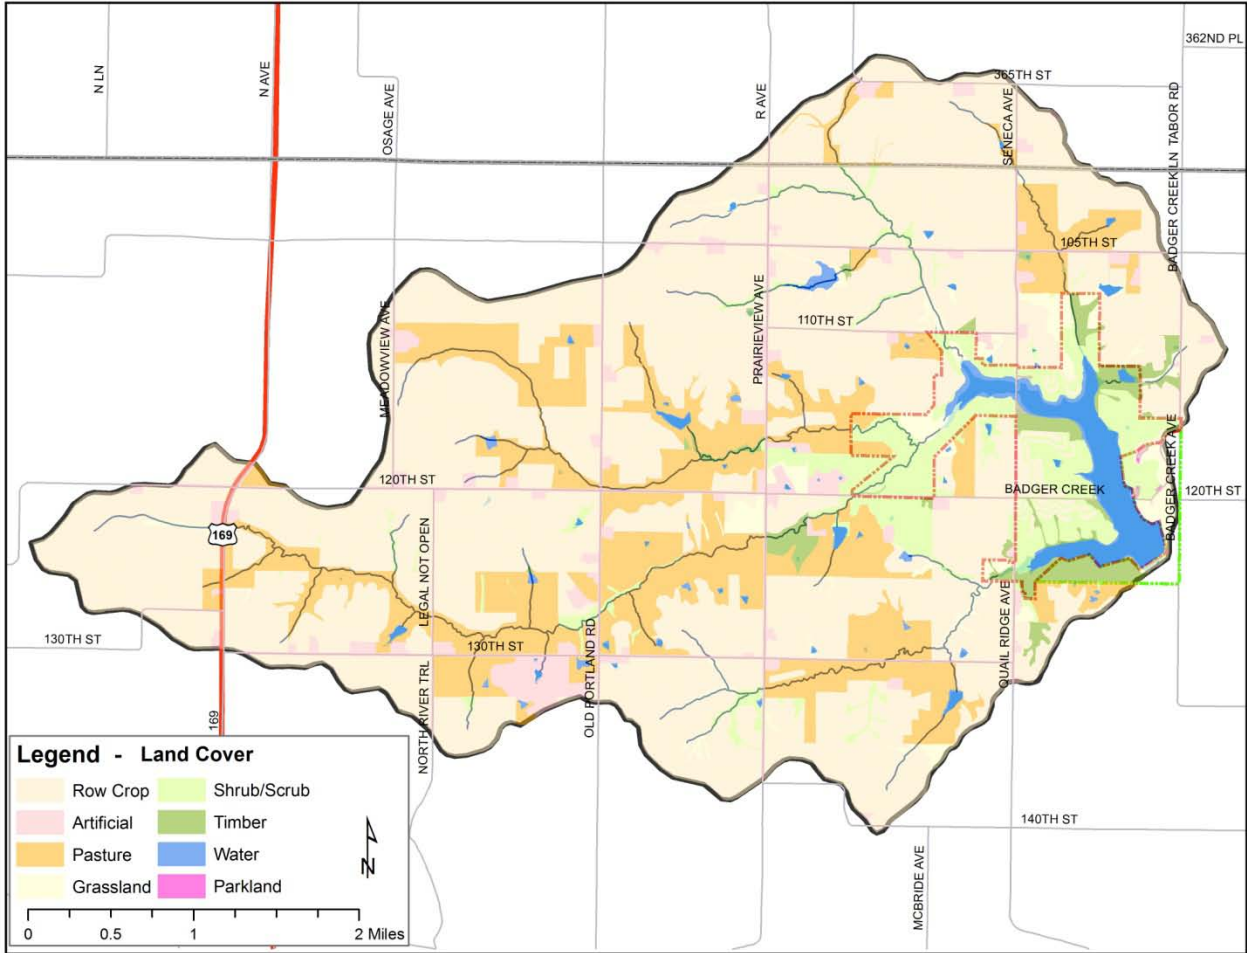 362ND PL
365TH ST
N LN
N AVE
OSAGE AVE
R AVE
SENECA AVE
BADGER CREEK LN TABOR RD
105TH ST
PRAIRIEVIEW AVE
110TH ST
MEADOWVIEW AVE
120TH ST
BADGER CREEK
BADGER CREEK AVE
120TH ST
169
LEGAL NOT OPEN
130TH ST
130TH ST
OLD PORTLAND RD
QUAIL RIDGE AVE
NORTH RIVER TRL
169
140TH ST
MCBRIDE AVE
Legend - Land Cover
Row Crop
Shrub/Scrub
Artificial
Timber
Pasture
Water
Grassland
Parkland
N
0 0.5 1 2 Miles